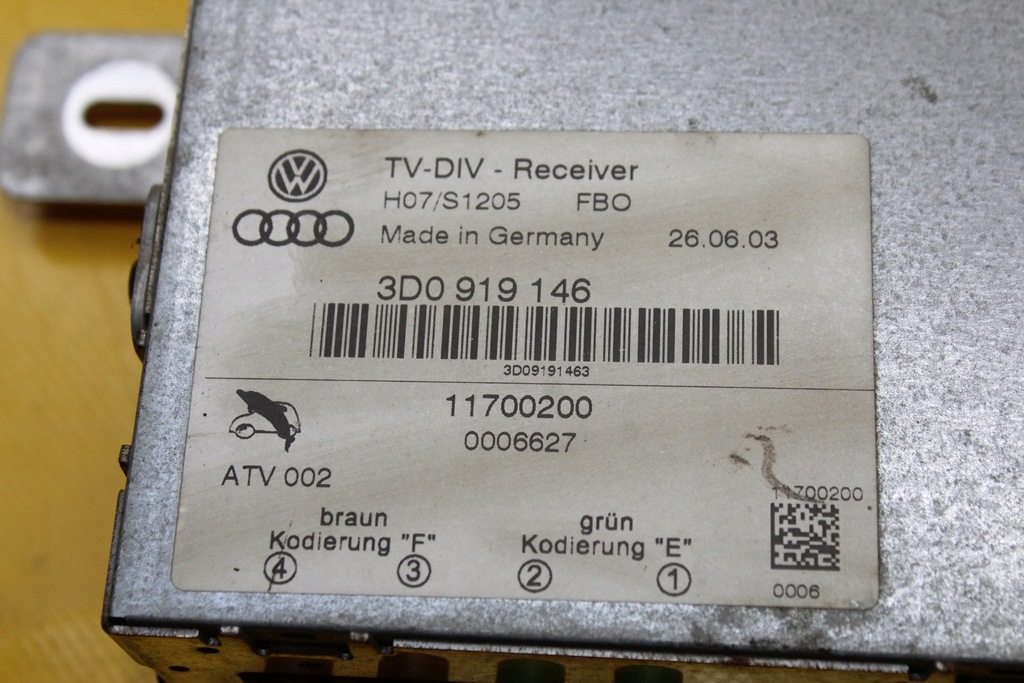 TV-DIV - Receiver
H07/S1205 FBO
Made in Germany 26.06.03
3D0 919 146
3D09191463
11700200
0006627
ATV 002
11700200
braun grün
Kodierung "F" Kodierung "E"
4 3 2 1
0006